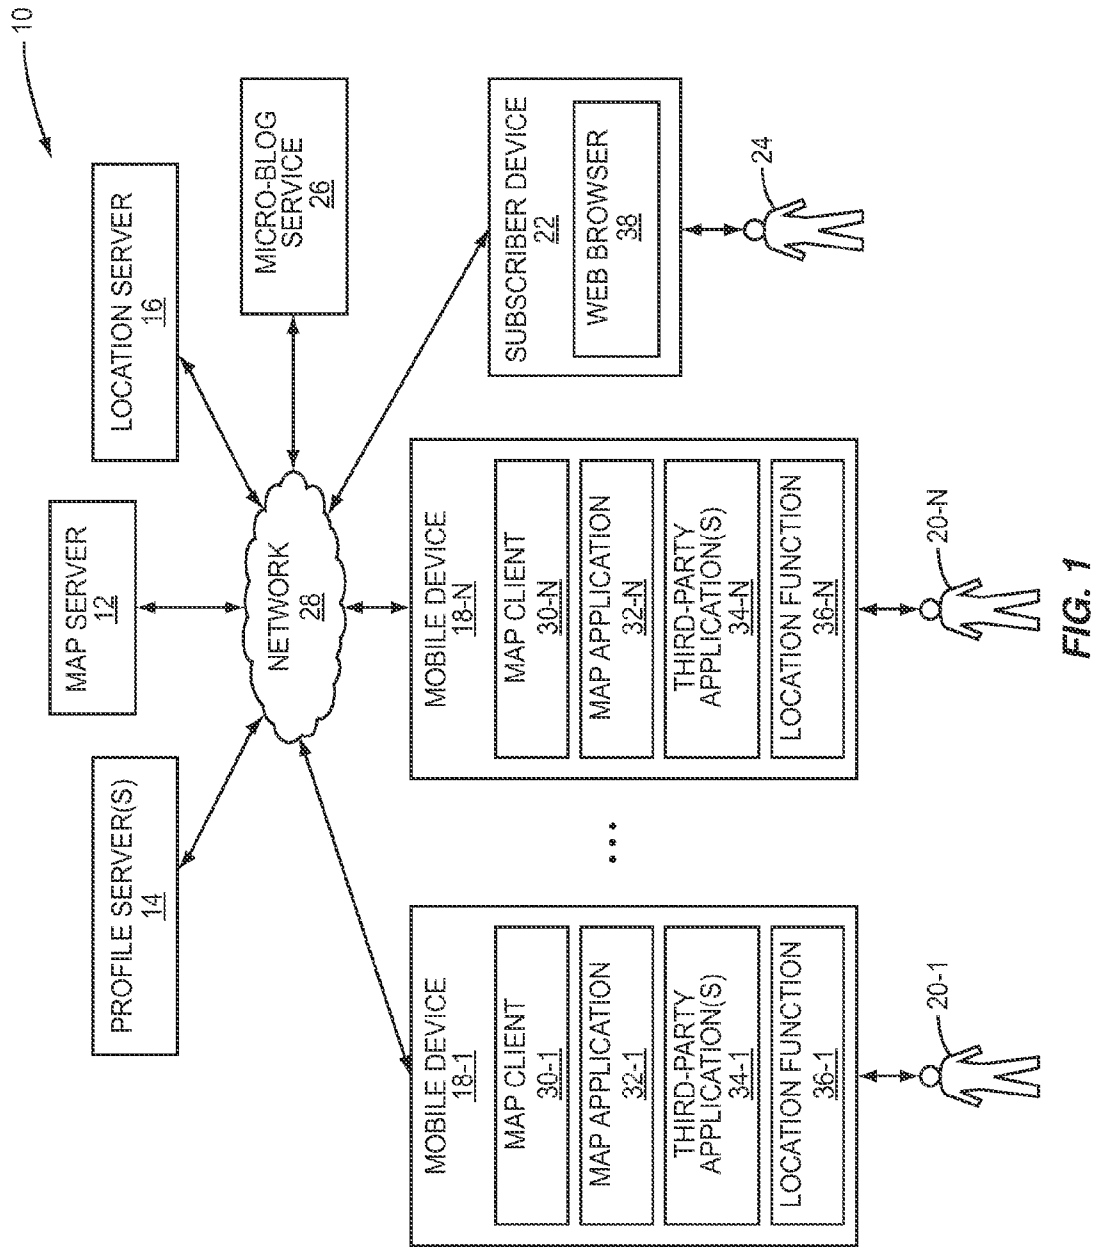 10
PROFILE SERVER(S)
14
MAP SERVER
12
LOCATION SERVER
16
NETWORK
28
MICRO-BLOG
SERVICE
26
MOBILE DEVICE
18-1
MAP CLIENT
30-1
MAP APPLICATION
32-1
THIRD-PARTY
APPLICATION(S)
34-1
LOCATION FUNCTION
36-1
20-1
MOBILE DEVICE
18-N
MAP CLIENT
30-N
MAP APPLICATION
32-N
THIRD-PARTY
APPLICATION(S)
34-N
LOCATION FUNCTION
36-N
20-N
SUBSCRIBER DEVICE
22
WEB BROWSER
38
24
FIG. 1